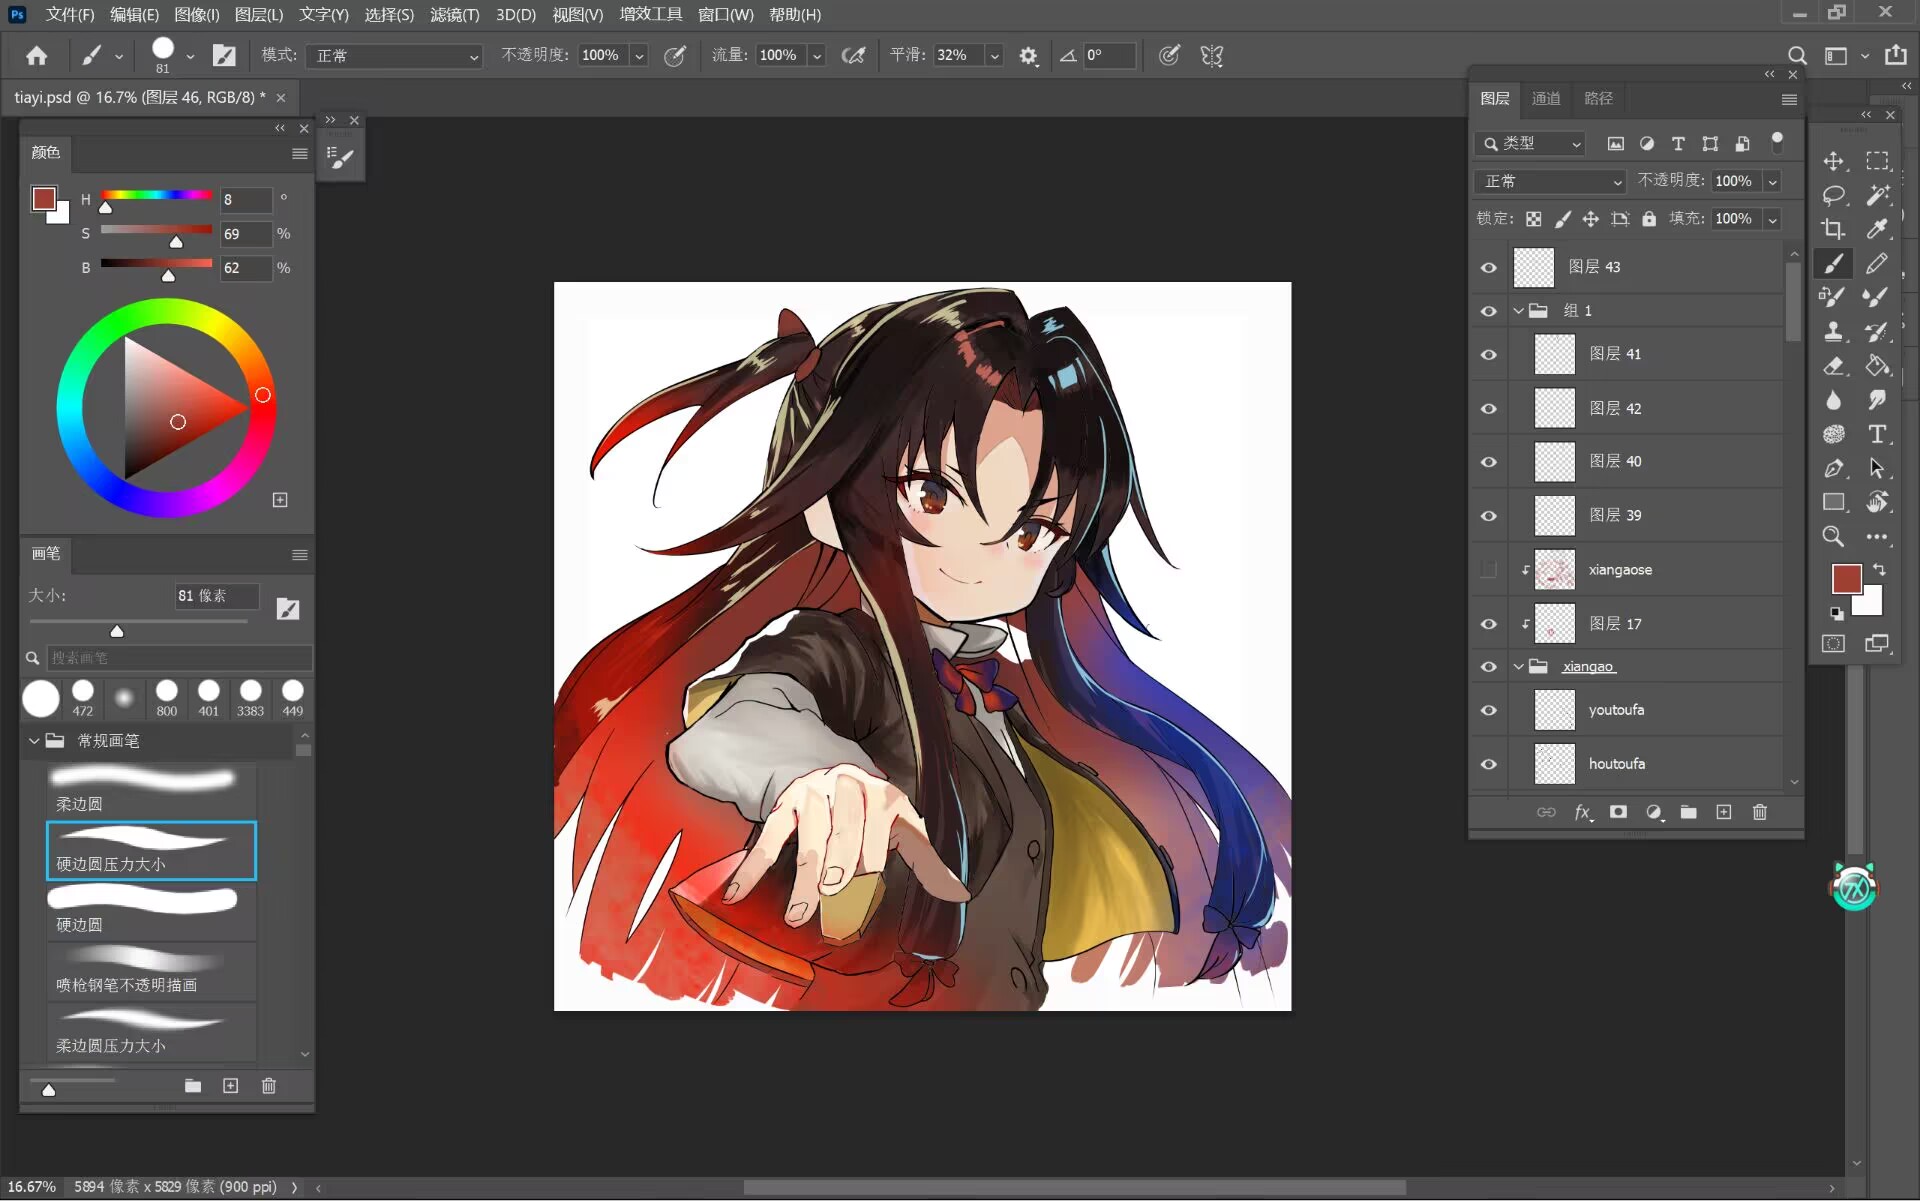 Ps 文件(F) 编辑(E) 图像(I) 图层(L) 文字(Y) 选择(S) 滤镜(T) 3D(D) 视图(V) 增效工具 窗口(W) 帮助(H)
81 模式: 正常 不透明度: 100% 流量: 100% 平滑: 32% 0°
tiayi.psd @ 16.7% (图层 46, RGB/8) *
颜色
H 8 °
S 69 %
B 62 %
画笔
大小: 81 像素
搜索画笔
472 800 401 3383 449
常规画笔
柔边圆
硬边圆压力大小
硬边圆
喷枪钢笔不透明描画
柔边圆压力大小
图层 通道 路径
类型
正常 不透明度: 100%
锁定: 填充: 100%
图层 43
组 1
图层 41
图层 42
图层 40
图层 39
xiangaose
图层 17
xiangao
youtoufa
houtoufa
fx
7X
16.67% 5894 像素 x 5829 像素 (900 ppi)